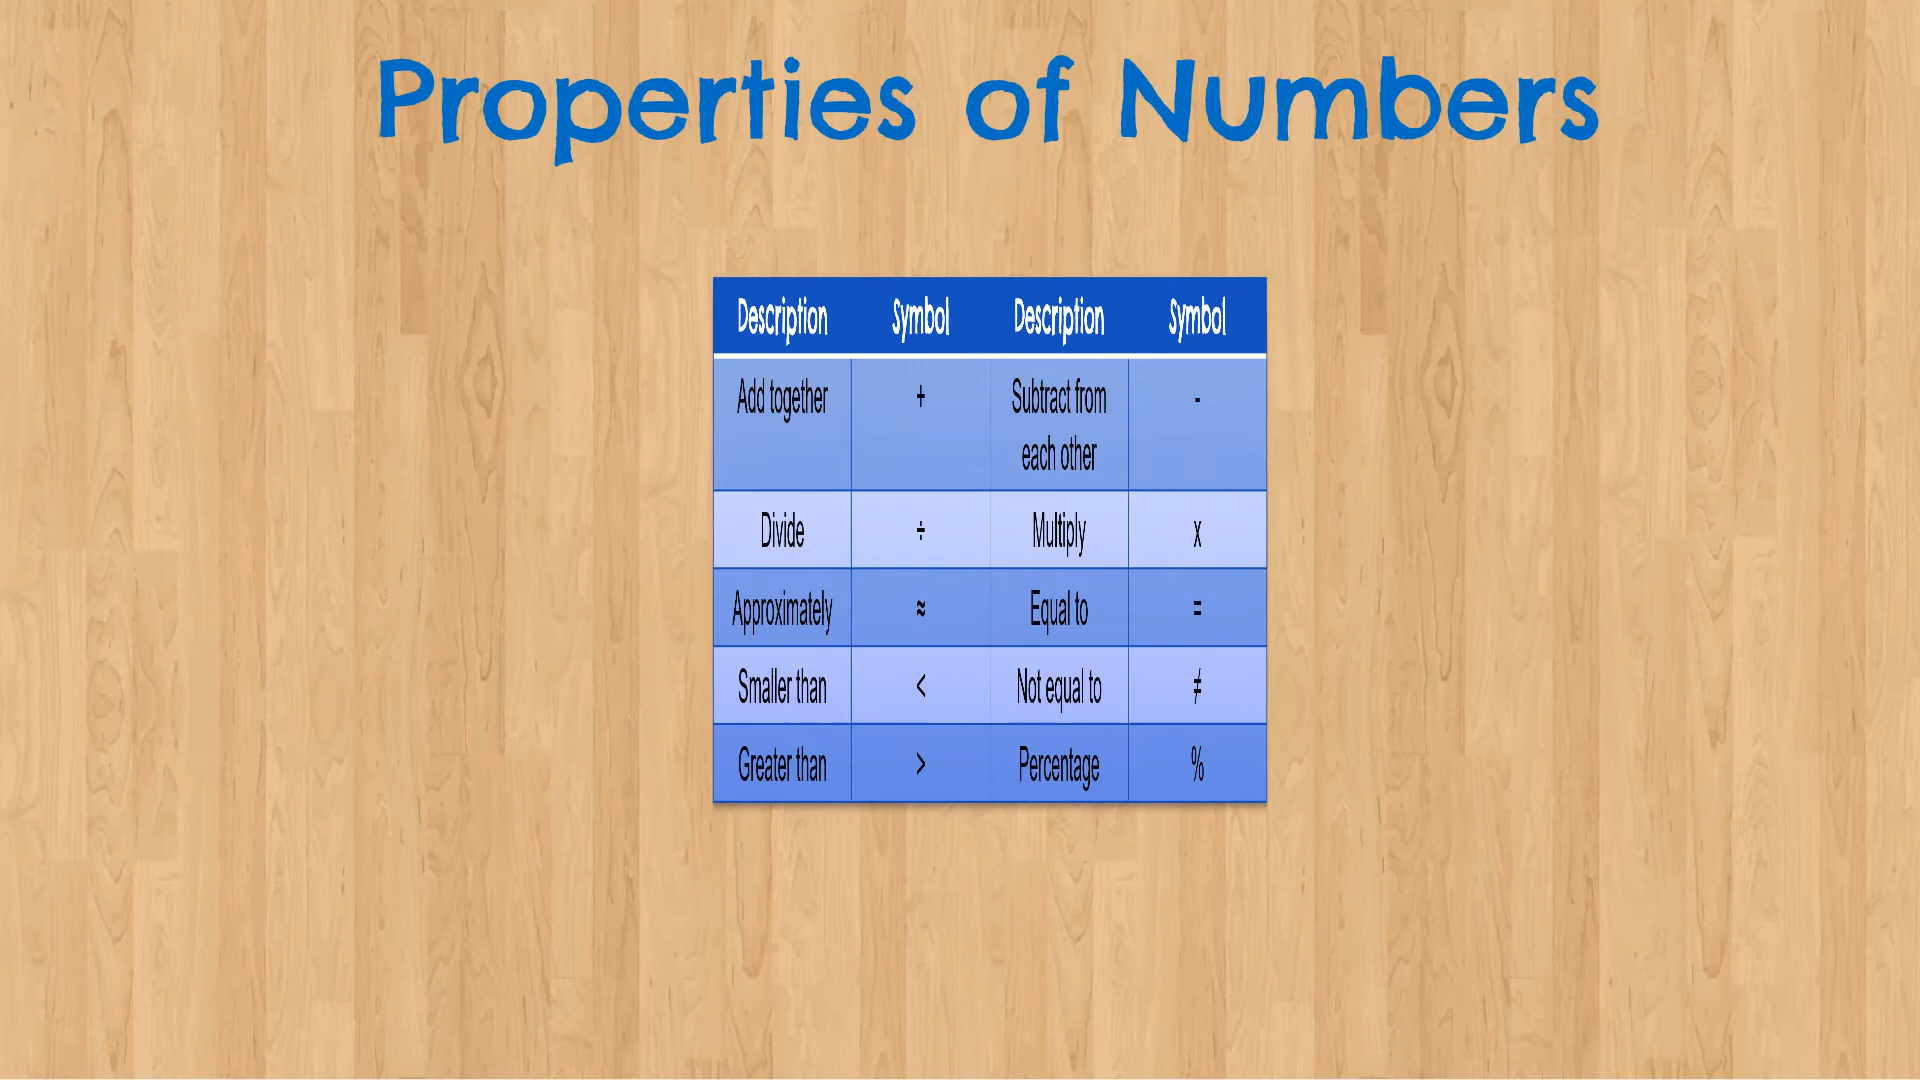 Properties of Numbers
Description Symbol Description Symbol
Add together + Subtract from each other -
Divide ÷ Multiply x
Approximately ≈ Equal to =
Smaller than < Not equal to ≠
Greater than > Percentage %